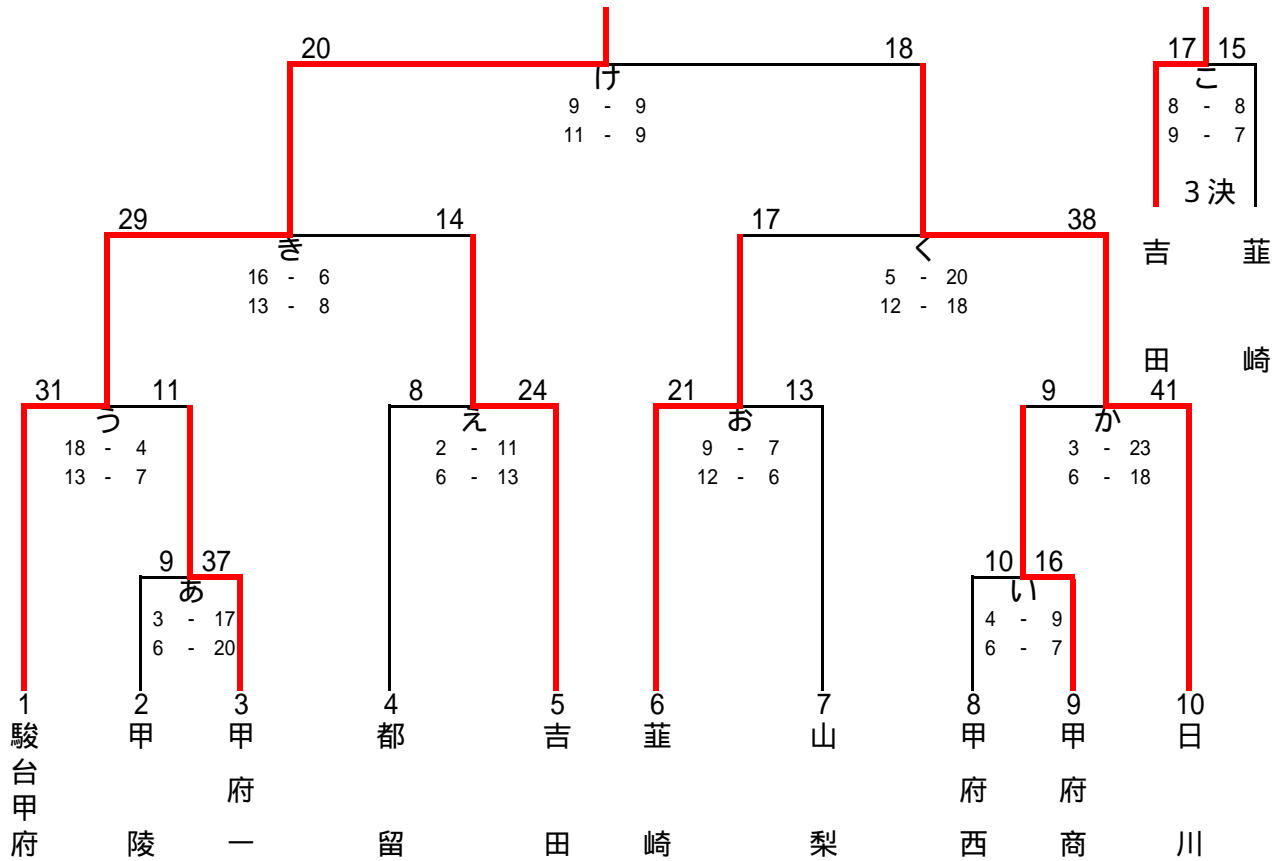 20 18 17 15
け こ
9 - 9 8 - 8
11 - 9 9 - 7
3決
29 14 17 38
き く 吉田 韮崎
16 - 6 5 - 20
13 - 8 12 - 18
31 11 8 24 21 13 9 41
う え お か
18 - 4 2 - 11 9 - 7 3 - 23
13 - 7 6 - 13 12 - 6 6 - 18
9 37 10 16
あ い
3 - 17 4 - 9
6 - 20 6 - 7
1 2 3 4 5 6 7 8 9 10
駿台甲府 甲陵 甲府一 都留 吉田 韮崎 山梨 甲府西 甲府商 日川